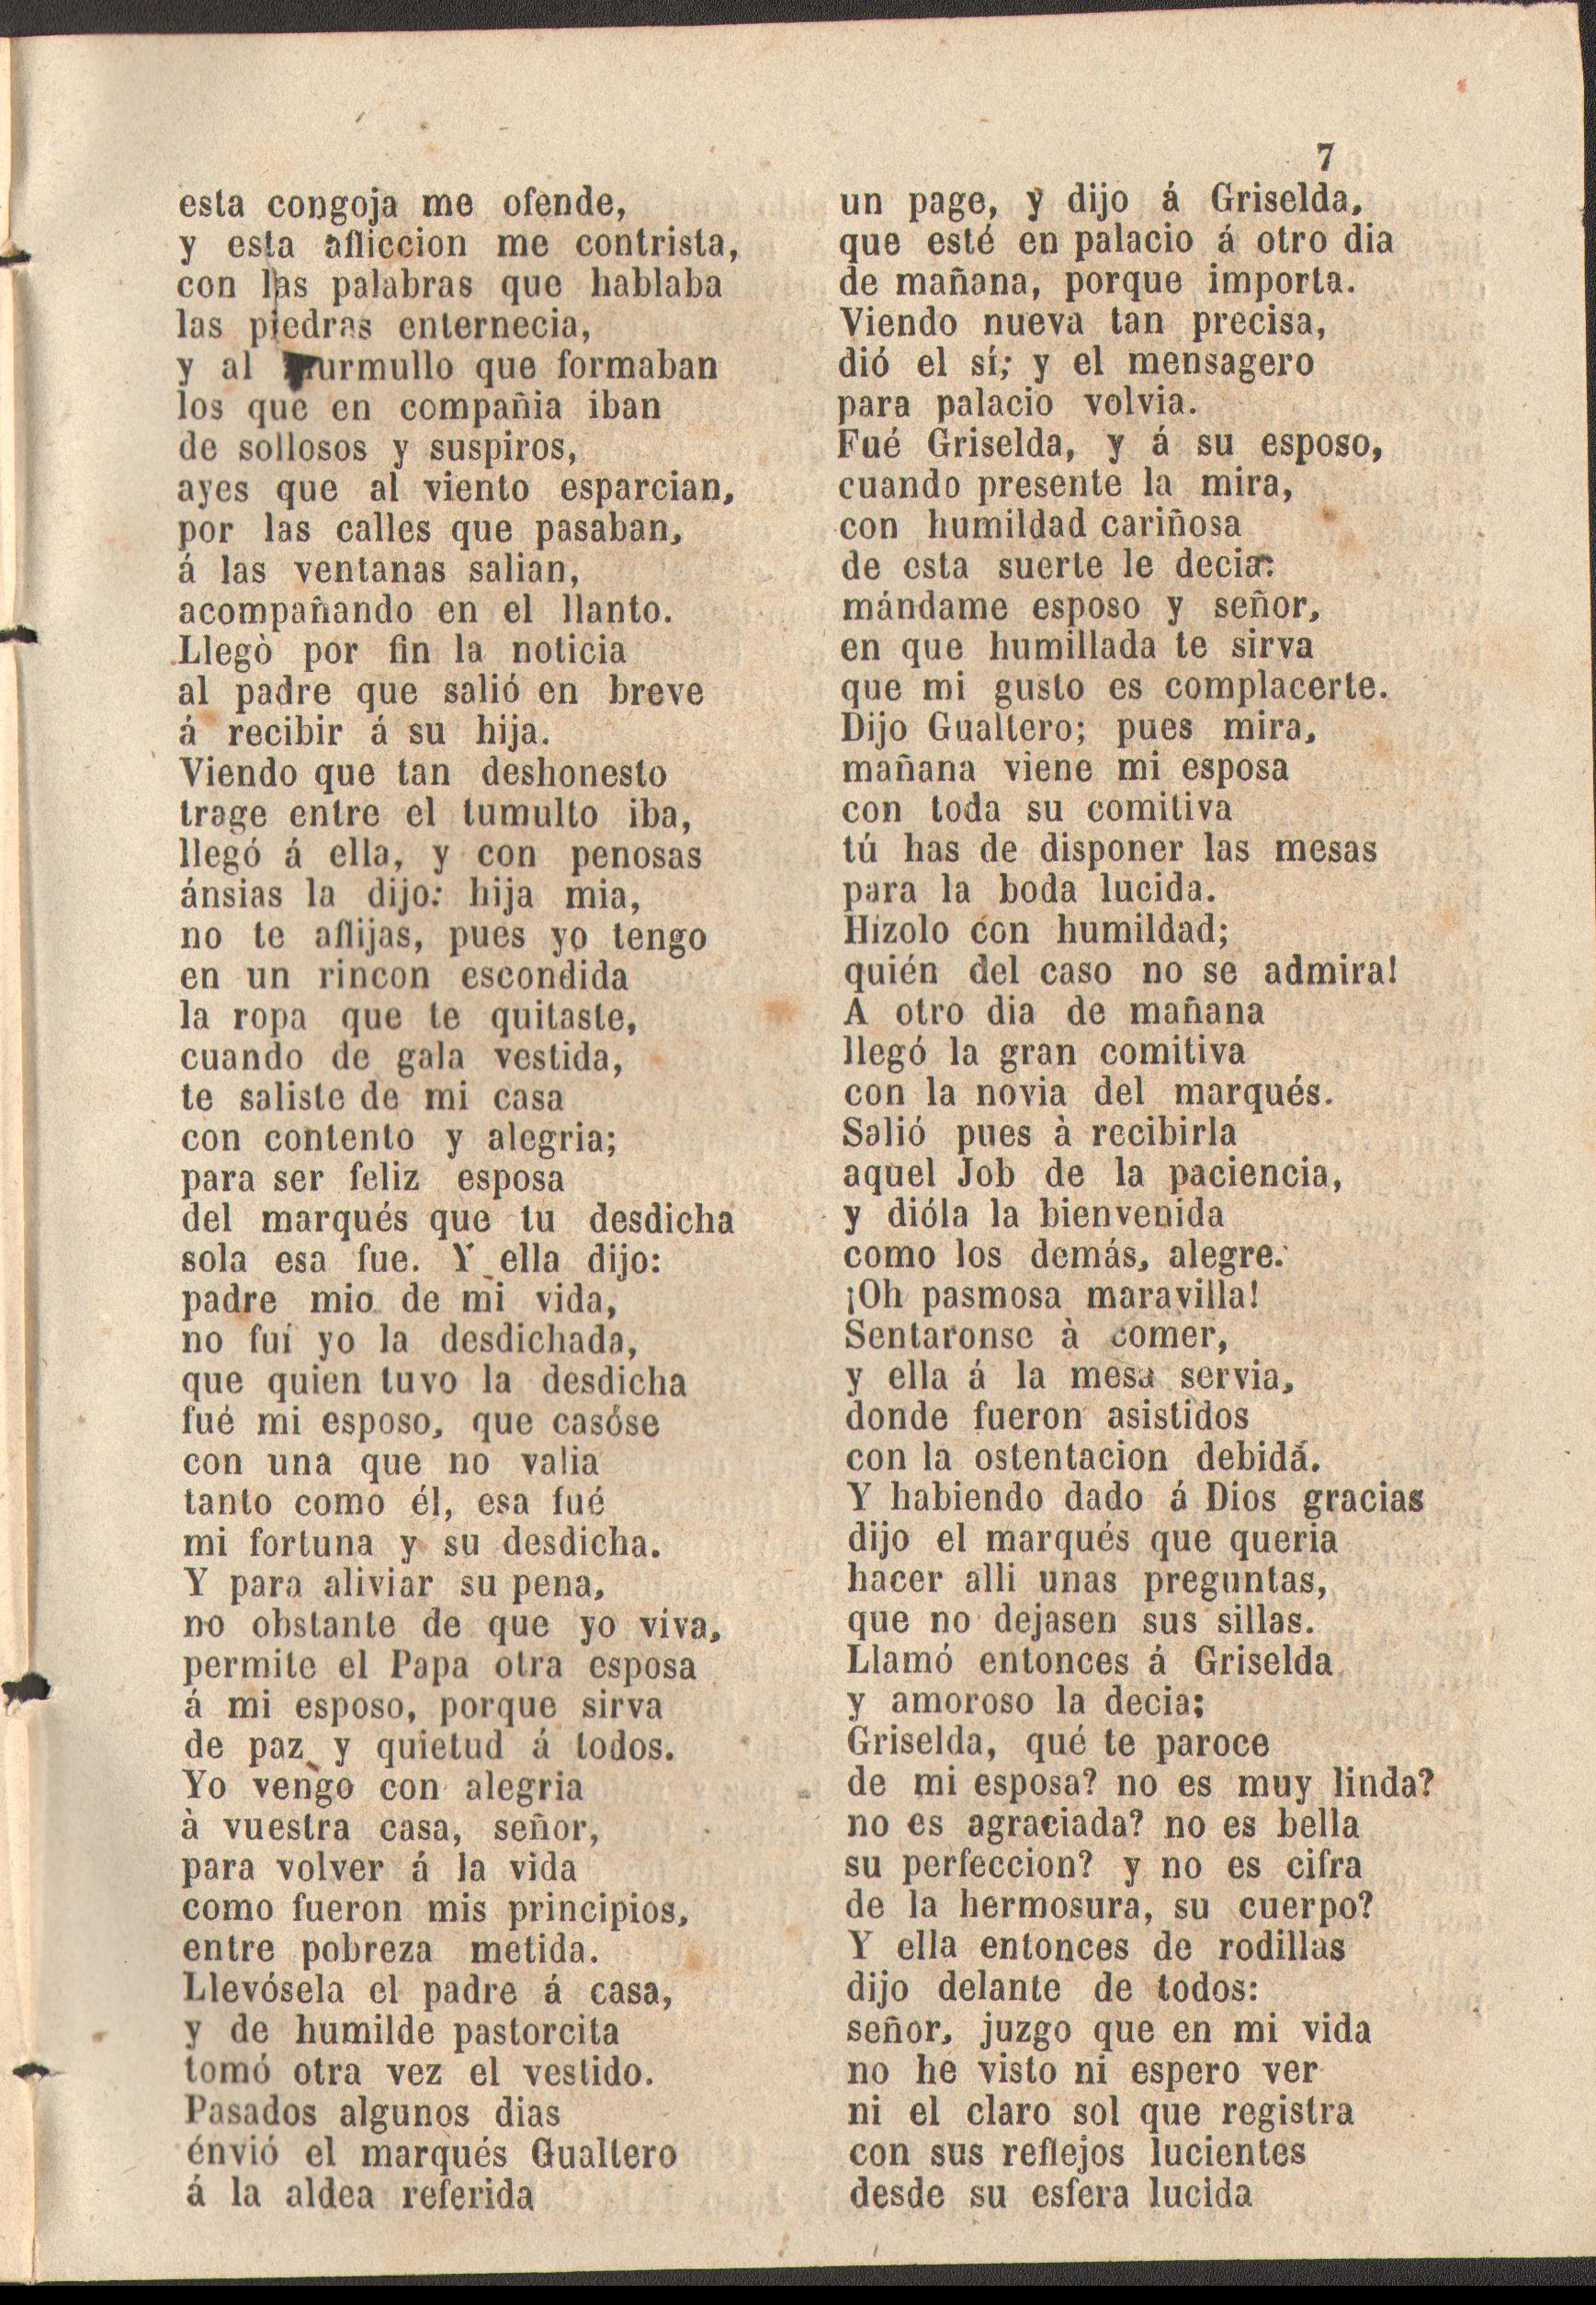 7
esta congoja me ofende,
y esta afliccion me contrista,
con las palabras que hablaba
las piedras enternecia,
y al murmullo que formaban
los que en compañia iban
de sollosos y suspiros,
ayes que al viento esparcian,
por las calles que pasaban,
á las ventanas salian,
acompañando en el llanto.
Llegò por fin la noticia
al padre que salió en breve
á recibir á su hija.
Viendo que tan deshonesto
trage entre el tumulto iba,
llegó á ella, y con penosas
ánsias la dijo: hija mia,
no te aflijas, pues yo tengo
en un rincon escondida
la ropa que te quitaste,
cuando de gala vestida,
te saliste de mi casa
con contento y alegria;
para ser feliz esposa
del marqués que tu desdicha
sola esa fue. Y ella dijo:
padre mio de mi vida,
no fuí yo la desdichada,
que quien tuvo la desdicha
fué mi esposo, que casóse
con una que no valia
tanto como él, esa fué
mi fortuna y su desdicha.
Y para aliviar su pena,
no obstante de que yo viva,
permite el Papa otra esposa
á mi esposo, porque sirva
de paz y quietud á todos.
Yo vengo con alegria
à vuestra casa, señor,
para volver á la vida
como fueron mis principios,
entre pobreza metida.
Llevósela el padre á casa,
y de humilde pastorcita
tomó otra vez el vestido.
Pasados algunos dias
énvió el marqués Gualtero
á la aldea referida
un page, y dijo á Griselda,
que esté en palacio á otro dia
de mañana, porque importa.
Viendo nueva tan precisa,
dió el sí; y el mensagero
para palacio volvia.
Fué Griselda, y á su esposo,
cuando presente la mira,
con humildad cariñosa
de esta suerte le decia:
mándame esposo y señor,
en que humillada te sirva
que mi gusto es complacerte.
Dijo Gualtero; pues mira,
mañana viene mi esposa
con toda su comitiva
tú has de disponer las mesas
para la boda lucida.
Hízolo con humildad;
quién del caso no se admira!
A otro dia de mañana
llegó la gran comitiva
con la novia del marqués.
Salió pues à recibirla
aquel Job de la paciencia,
y dióla la bienvenida
como los demás, alegre.
¡Oh pasmosa maravilla!
Sentaronse à comer,
y ella á la mesa servia,
donde fueron asistidos
con la ostentacion debida.
Y habiendo dado á Dios gracias
dijo el marqués que queria
hacer alli unas preguntas,
que no dejasen sus sillas.
Llamó entonces á Griselda
y amoroso la decia;
Griselda, qué te paroce
de mi esposa? no es muy linda?
no es agraciada? no es bella
su perfeccion? y no es cifra
de la hermosura, su cuerpo?
Y ella entonces de rodillas
dijo delante de todos:
señor, juzgo que en mi vida
no he visto ni espero ver
ni el claro sol que registra
con sus reflejos lucientes
desde su esfera lucida